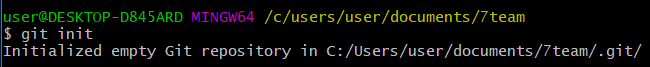 user@DESKTOP-D845ARD MINGW64 /c/users/user/documents/7team
$ git init
Initialized empty Git repository in C:/Users/user/documents/7team/.git/